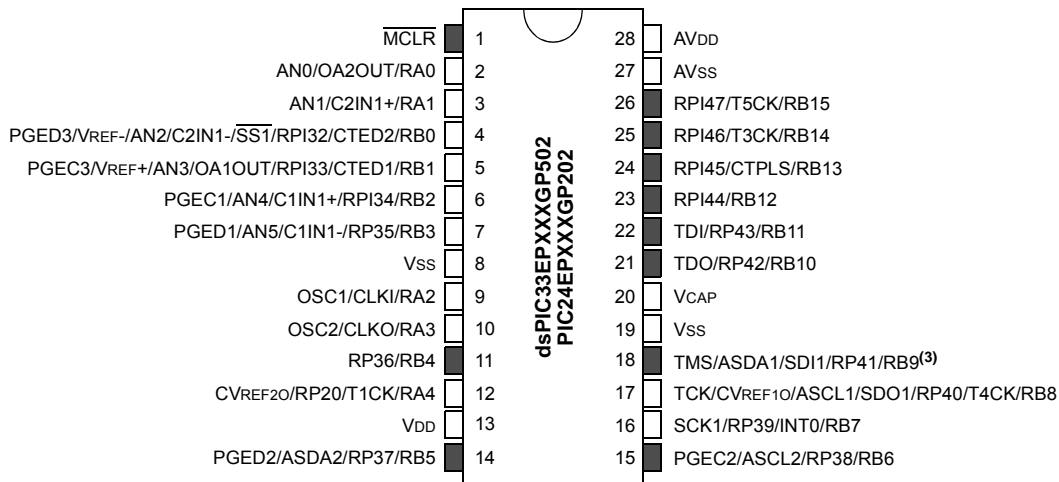 MCLR 1
AN0/OA2OUT/RA0 2
AN1/C2IN1+/RA1 3
PGED3/VREF-/AN2/C2IN1-/SS1/RPI32/CTED2/RB0 4
PGEC3/VREF+/AN3/OA1OUT/RPI33/CTED1/RB1 5
PGEC1/AN4/C1IN1+/RPI34/RB2 6
PGED1/AN5/C1IN1-/RP35/RB3 7
VSS 8
OSC1/CLKI/RA2 9
OSC2/CLKO/RA3 10
RP36/RB4 11
CVREF2O/RP20/T1CK/RA4 12
VDD 13
PGED2/ASDA2/RP37/RB5 14
dsPIC33EPXXXGP502
PIC24EPXXXGP202
28 AVDD
27 AVSS
26 RPI47/T5CK/RB15
25 RPI46/T3CK/RB14
24 RPI45/CTPLS/RB13
23 RPI44/RB12
22 TDI/RP43/RB11
21 TDO/RP42/RB10
20 VCAP
19 VSS
18 TMS/ASDA1/SDI1/RP41/RB9(3)
17 TCK/CVREF1O/ASCL1/SDO1/RP40/T4CK/RB8
16 SCK1/RP39/INT0/RB7
15 PGEC2/ASCL2/RP38/RB6